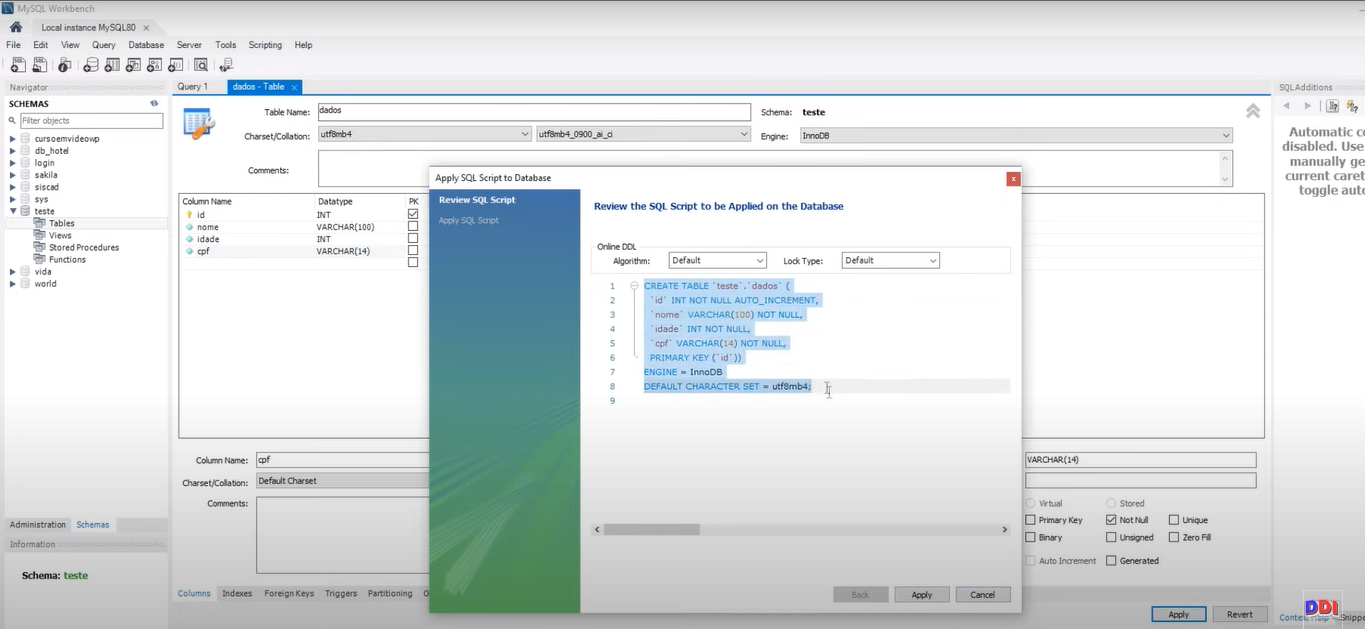 MySQL Workbench
Local instance MySQL80
File Edit View Query Database Server Tools Scripting Help
Navigator
SCHEMAS
Filter objects
cursoemvideowp
db_hotel
login
sakila
siscad
sys
teste
Tables
Views
Stored Procedures
Functions
vida
world
Administration Schemas
Information
Schema: teste
Query 1 dados - Table
Table Name: dados Schema: teste
Charset/Collation: utf8mb4 utf8mb4_0900_ai_ci Engine: InnoDB
Comments:
Column Name Datatype PK
id INT
nome VARCHAR(100)
idade INT
cpf VARCHAR(14)
Column Name: cpf
Charset/Collation: Default Charset
Comments:
Columns Indexes Foreign Keys Triggers Partitioning
Apply SQL Script to Database
Review SQL Script
Apply SQL Script
Review the SQL Script to be Applied on the Database
Online DDL
Algorithm: Default Lock Type: Default
1 CREATE TABLE `teste`.`dados` (
2 `id` INT NOT NULL AUTO_INCREMENT,
3 `nome` VARCHAR(100) NOT NULL,
4 `idade` INT NOT NULL,
5 `cpf` VARCHAR(14) NOT NULL,
6 PRIMARY KEY (`id`))
7 ENGINE = InnoDB
8 DEFAULT CHARACTER SET = utf8mb4;
9
Back Apply Cancel
VARCHAR(14)
Virtual Stored
Primary Key Not Null Unique
Binary Unsigned Zero Fill
Auto Increment Generated
Apply Revert
SQLAdditions
Automatic co
disabled. Use
manually ge
current caret
toggle auto
DDI
Help Snippe